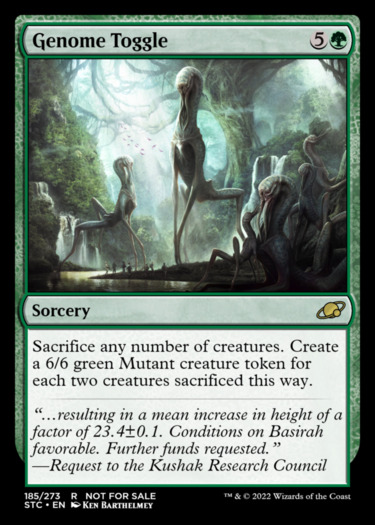 Genome Toggle 5
Sorcery
Sacrifice any number of creatures. Create
a 6/6 green Mutant creature token for
each two creatures sacrificed this way.
“…resulting in a mean increase in height of a
factor of 23.4±0.1. Conditions on Basirah
favorable. Further funds requested.”
—Request to the Kushak Research Council
185/273 R NOT FOR SALE
STC • EN Ken Barthelmey
™ & © 2022 Wizards of the Coast